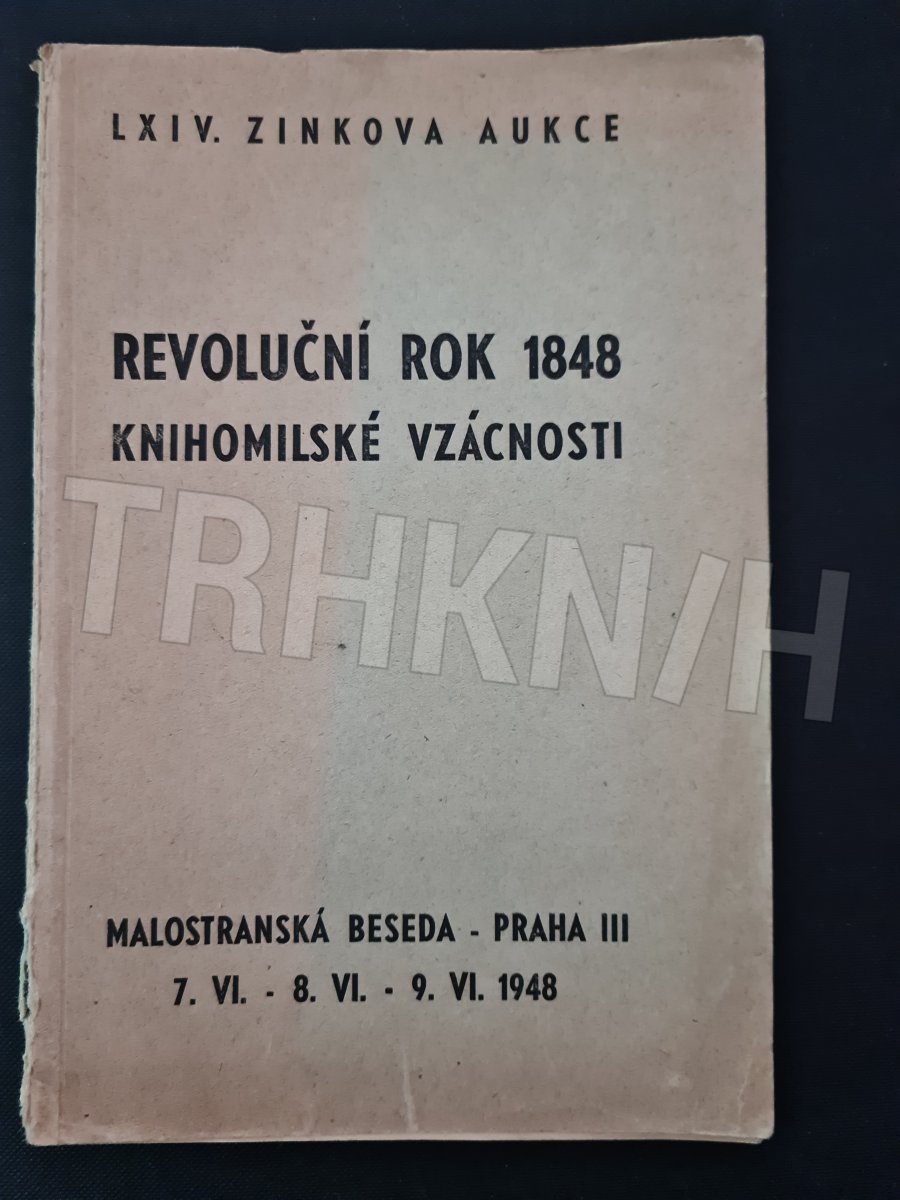 LXIV. ZINKOVA AUKCE
REVOLUČNÍ ROK 1848
KNIHOMILSKÉ VZÁCNOSTI
TRHKNIH
MALOSTRANSKÁ BESEDA - PRAHA III
7. VI. - 8. VI. - 9. VI. 1948